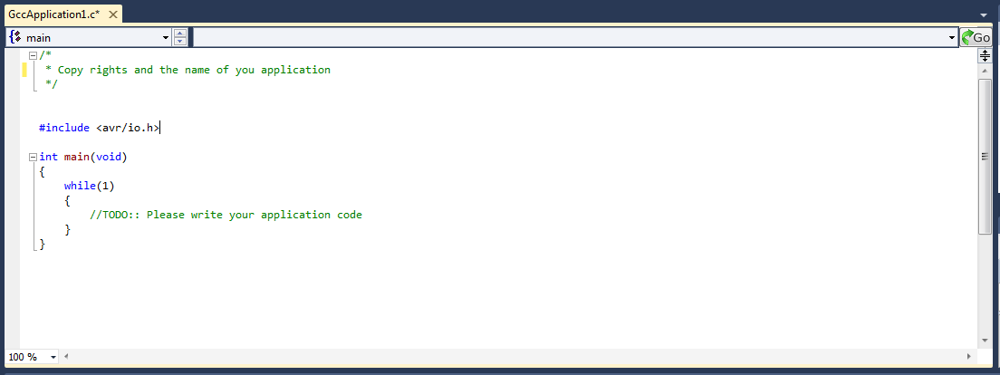 GccApplication1.c*
main
Go
/*
* Copy rights and the name of you application
*/
#include <avr/io.h>
int main(void)
{
while(1)
{
//TODO:: Please write your application code
}
}
100 %